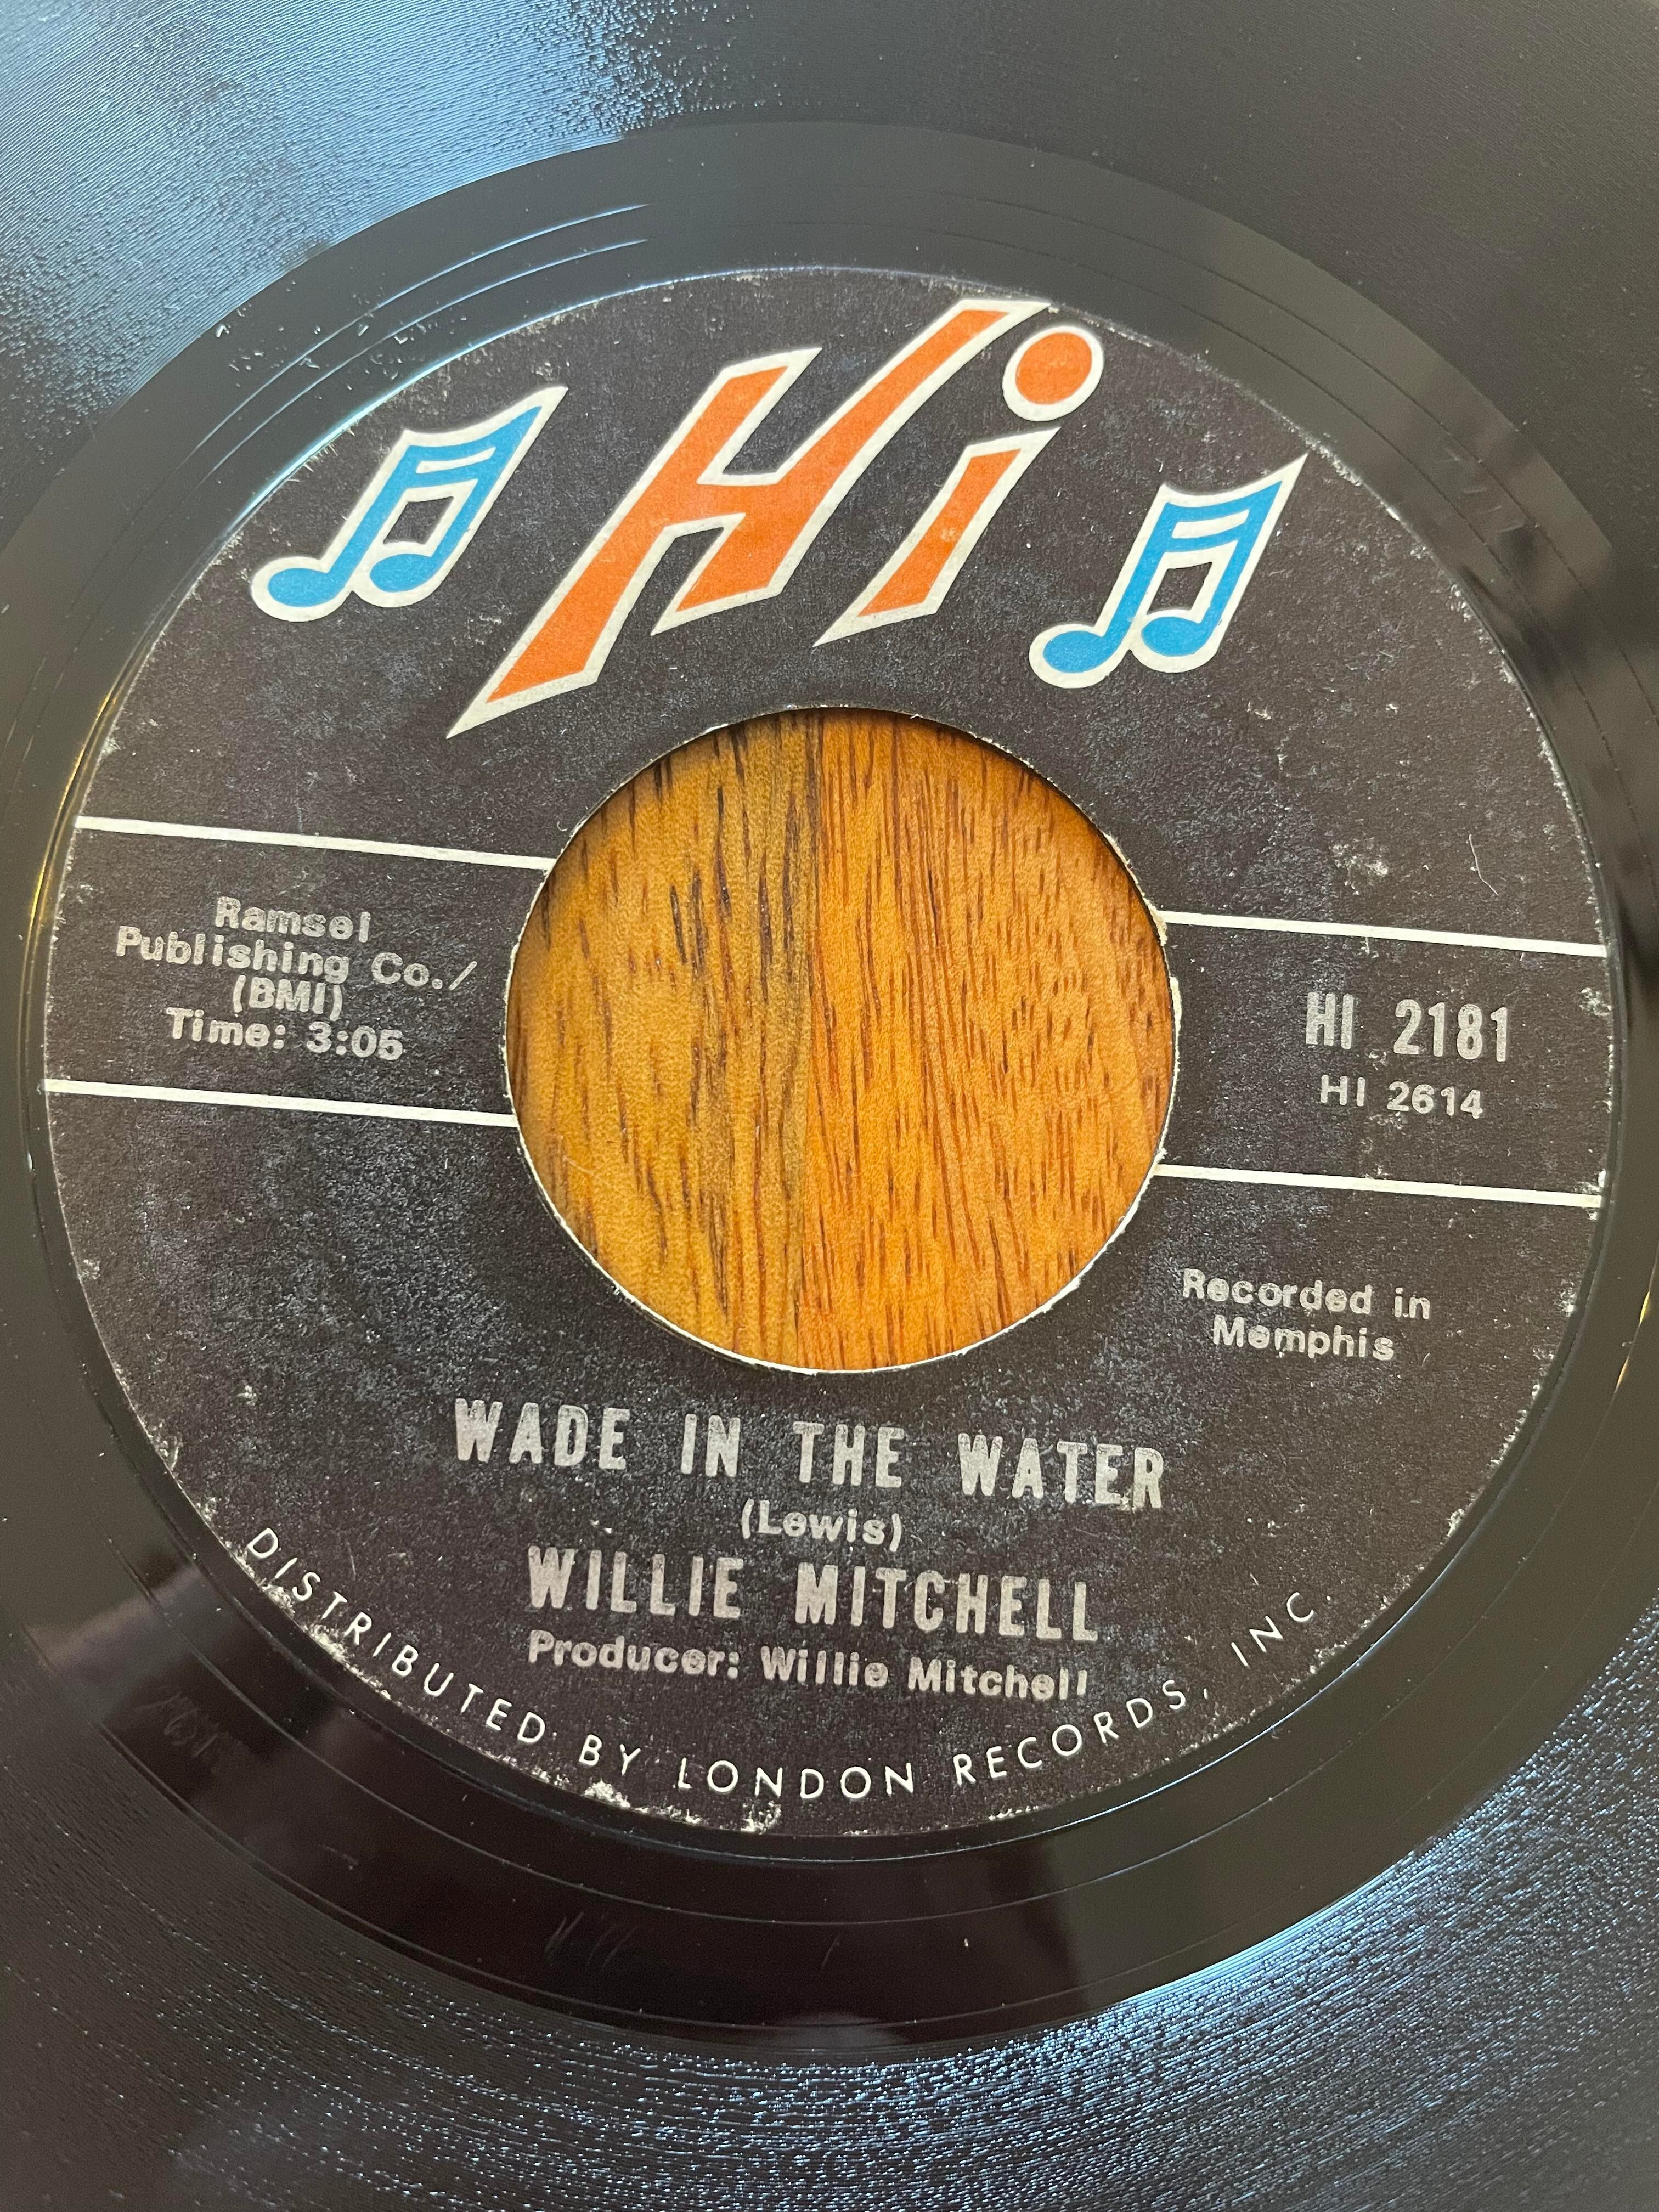 Hi
Ramsel
Publishing Co./
(BMI)
Time: 3:05
HI 2181
HI 2614
Recorded in
Memphis
WADE IN THE WATER
(Lewis)
WILLIE MITCHELL
Producer: Willie Mitchell
DISTRIBUTED BY LONDON RECORDS, INC.